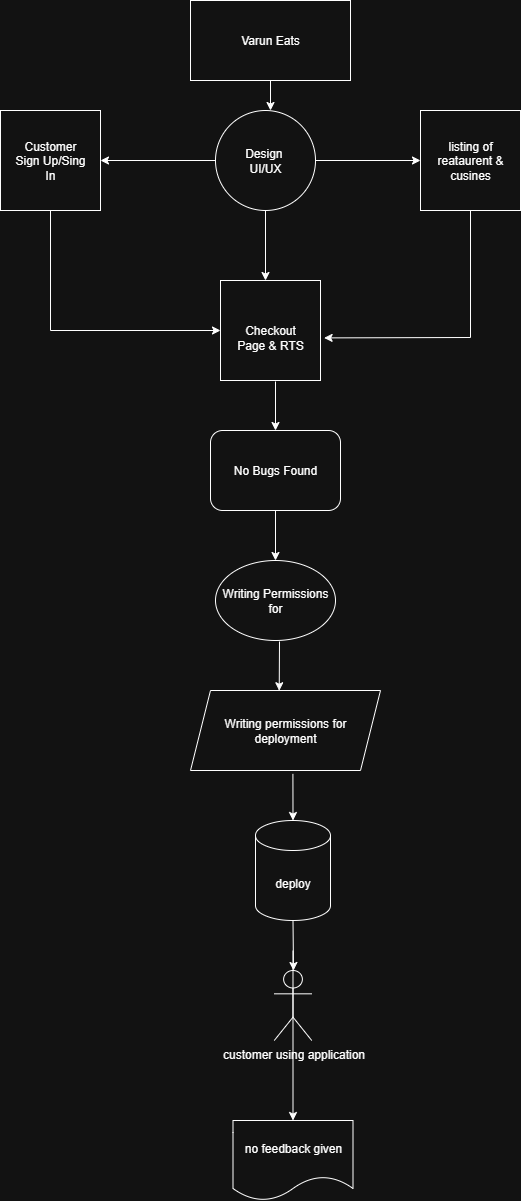 Varun Eats
Customer
Sign Up/Sing
In
Design
UI/UX
listing of
reataurent &
cusines
Checkout
Page & RTS
No Bugs Found
Writing Permissions
for
Writing permissions for
deployment
deploy
customer using application
no feedback given